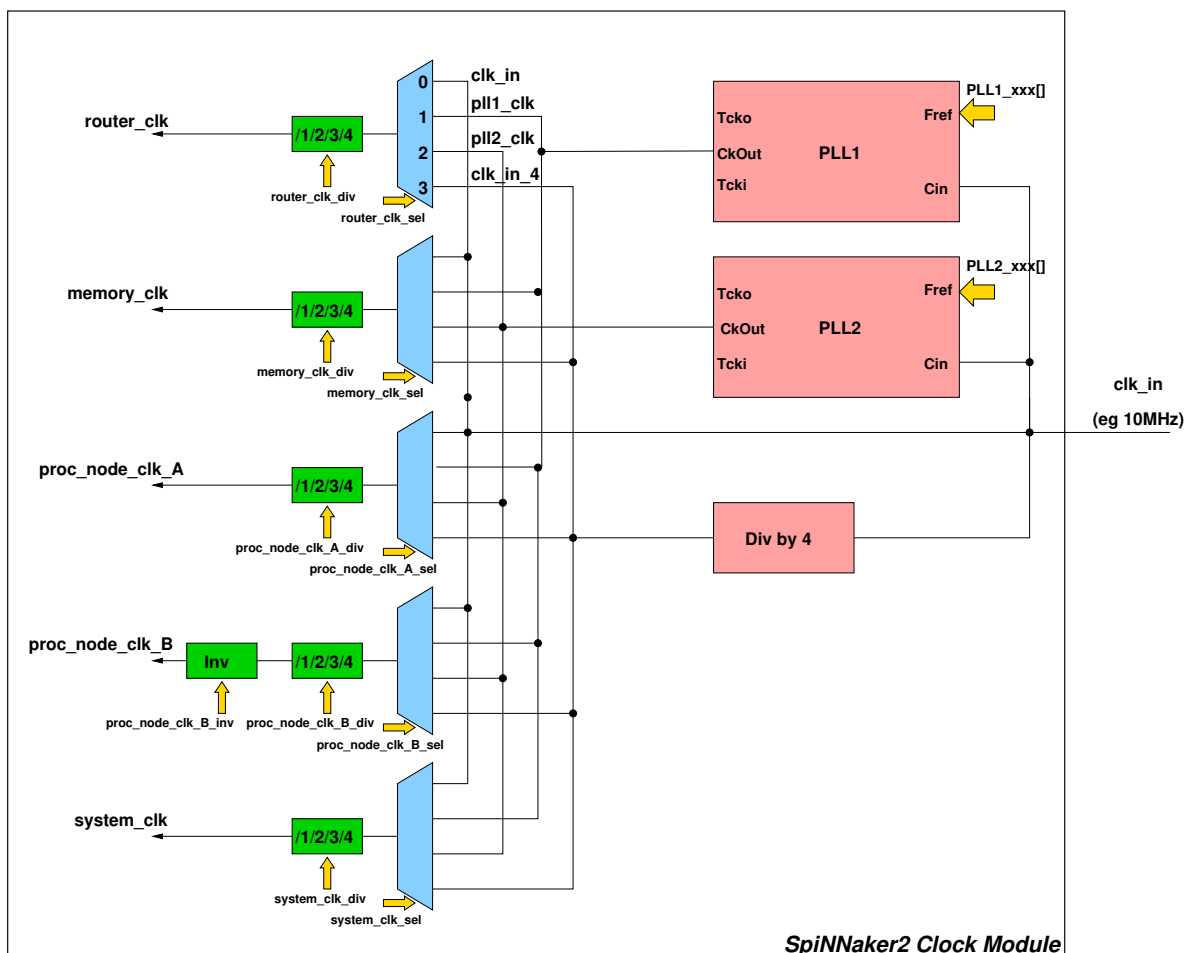 clk_in
pll1_clk
pll2_clk
clk_in_4
0
1
2
3
router_clk
/1/2/3/4
router_clk_div
router_clk_sel
PLL1_xxx[]
Tcko
Fref
CkOut
PLL1
Tcki
Cin
memory_clk
/1/2/3/4
memory_clk_div
memory_clk_sel
PLL2_xxx[]
Tcko
Fref
CkOut
PLL2
Tcki
Cin
clk_in
(eg 10MHz)
proc_node_clk_A
/1/2/3/4
proc_node_clk_A_div
proc_node_clk_A_sel
Div by 4
proc_node_clk_B
Inv
/1/2/3/4
proc_node_clk_B_inv
proc_node_clk_B_div
proc_node_clk_B_sel
system_clk
/1/2/3/4
system_clk_div
system_clk_sel
SpiNNaker2 Clock Module